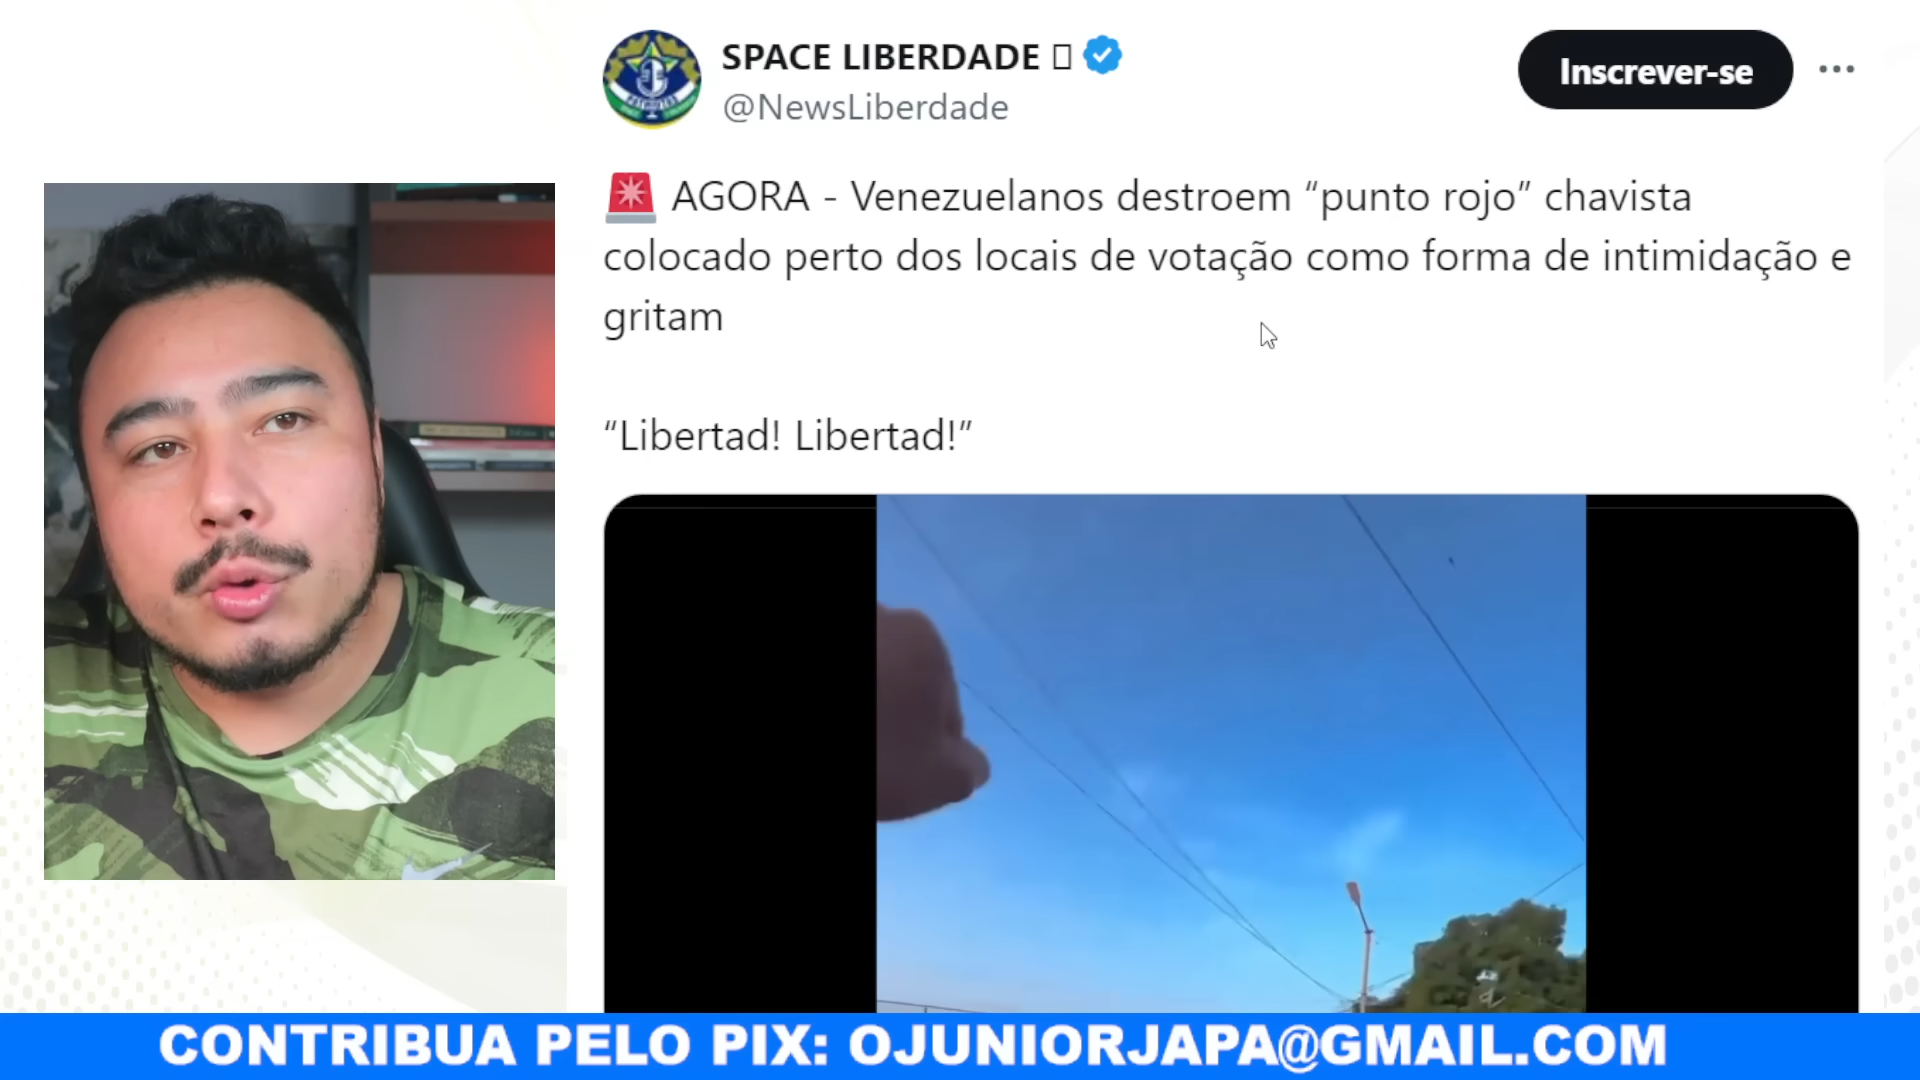 SPACE LIBERDADE
@NewsLiberdade
Inscrever-se
AGORA - Venezuelanos destroem “punto rojo” chavista
colocado perto dos locais de votação como forma de intimidação e
gritam
“Libertad! Libertad!”
CONTRIBUA PELO PIX: OJUNIORJAPA@GMAIL.COM